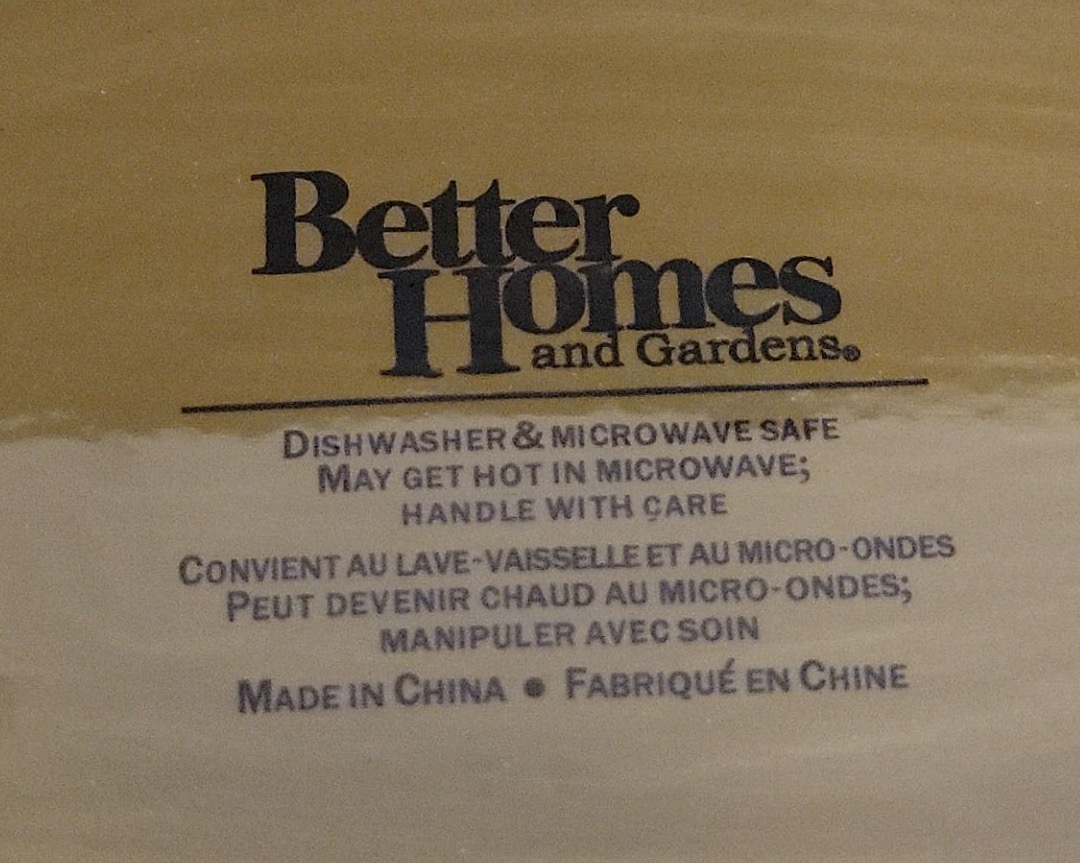 Better
Homes
and Gardens®
DISHWASHER & MICROWAVE SAFE
MAY GET HOT IN MICROWAVE;
HANDLE WITH CARE
CONVIENT AU LAVE-VAISSELLE ET AU MICRO-ONDES
PEUT DEVENIR CHAUD AU MICRO-ONDES;
MANIPULER AVEC SOIN
MADE IN CHINA • FABRIQUÉ EN CHINE